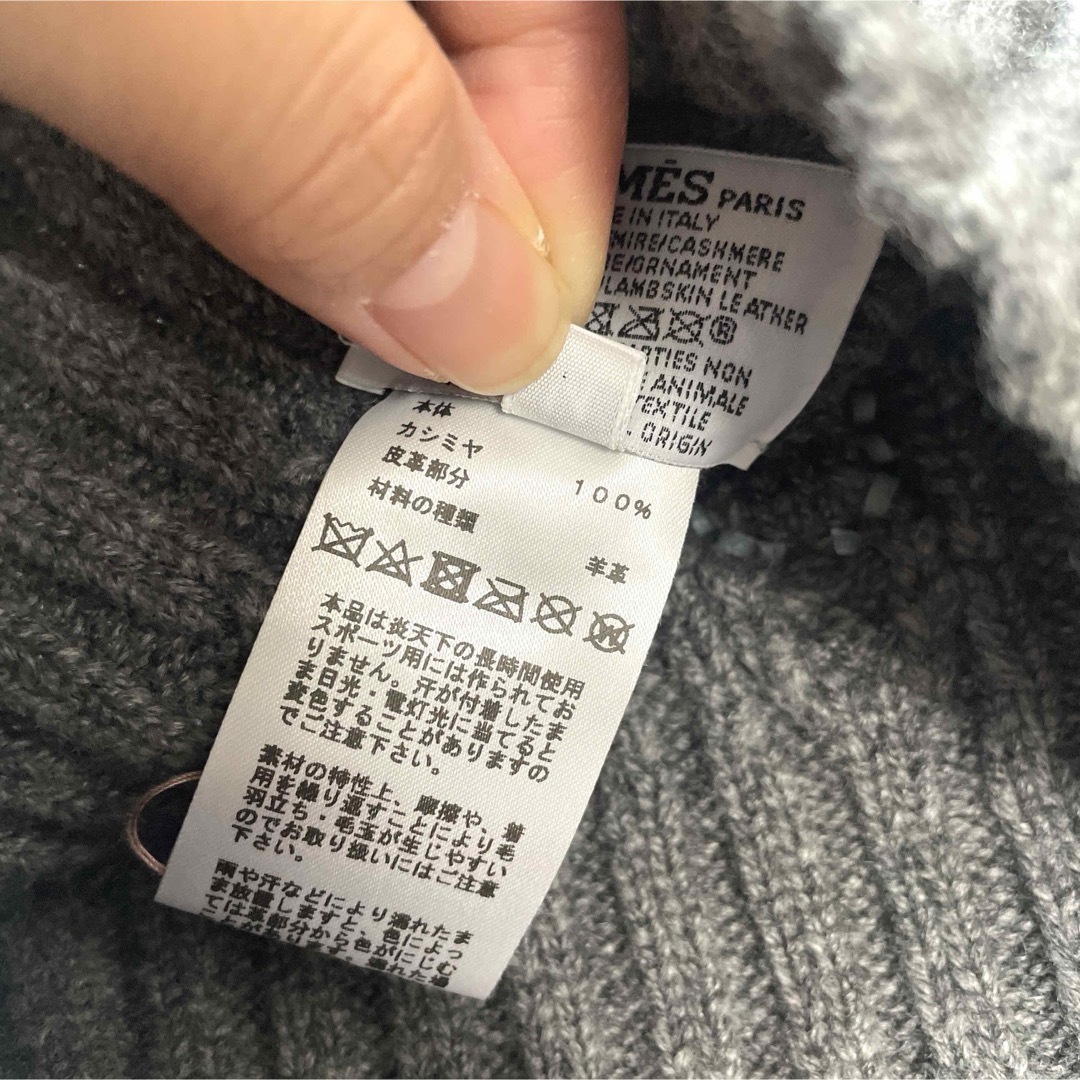 MÈS PARIS
E IN ITALY
MIRE/CASHMERE
E/ORNAMENT
LAMBSKIN LEATHER
®
RTIES NON
E ANIMALE
TEXTILE
ORIGIN
本体
カシミヤ 100%
皮革部分
材料の種類 羊革
本品は炎天下の長時間使用
スポーツ用には作られてお
りません。汗が付着したま
ま日光・電灯光に当てると
変色することがありますの
でご注意下さい。
素材の特性上、摩擦や、着
用を繰り返すことにより毛
羽立ち・毛玉が生じやすい
のでお取り扱いにはご注意
下さい。
雨や汗などにより濡れたま
ま放置しますと、色によっ
ては革部分から色がにじむ